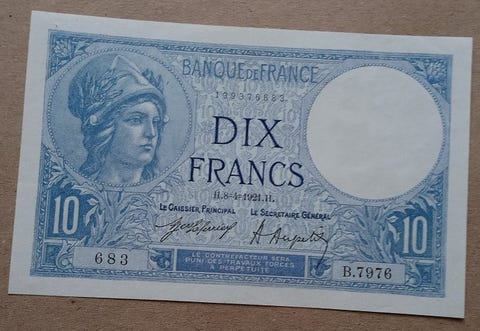 BANQUE DE FRANCE
199376683
DIX
FRANCS
H.8=4=1921.H.
LE CAISSIER PRINCIPAL LE SECRÉTAIRE GÉNÉRAL
10 10
683 B.7976
LE CONTREFACTEUR SERA
PUNI DES TRAVAUX FORCÉS
À PERPÉTUITÉ